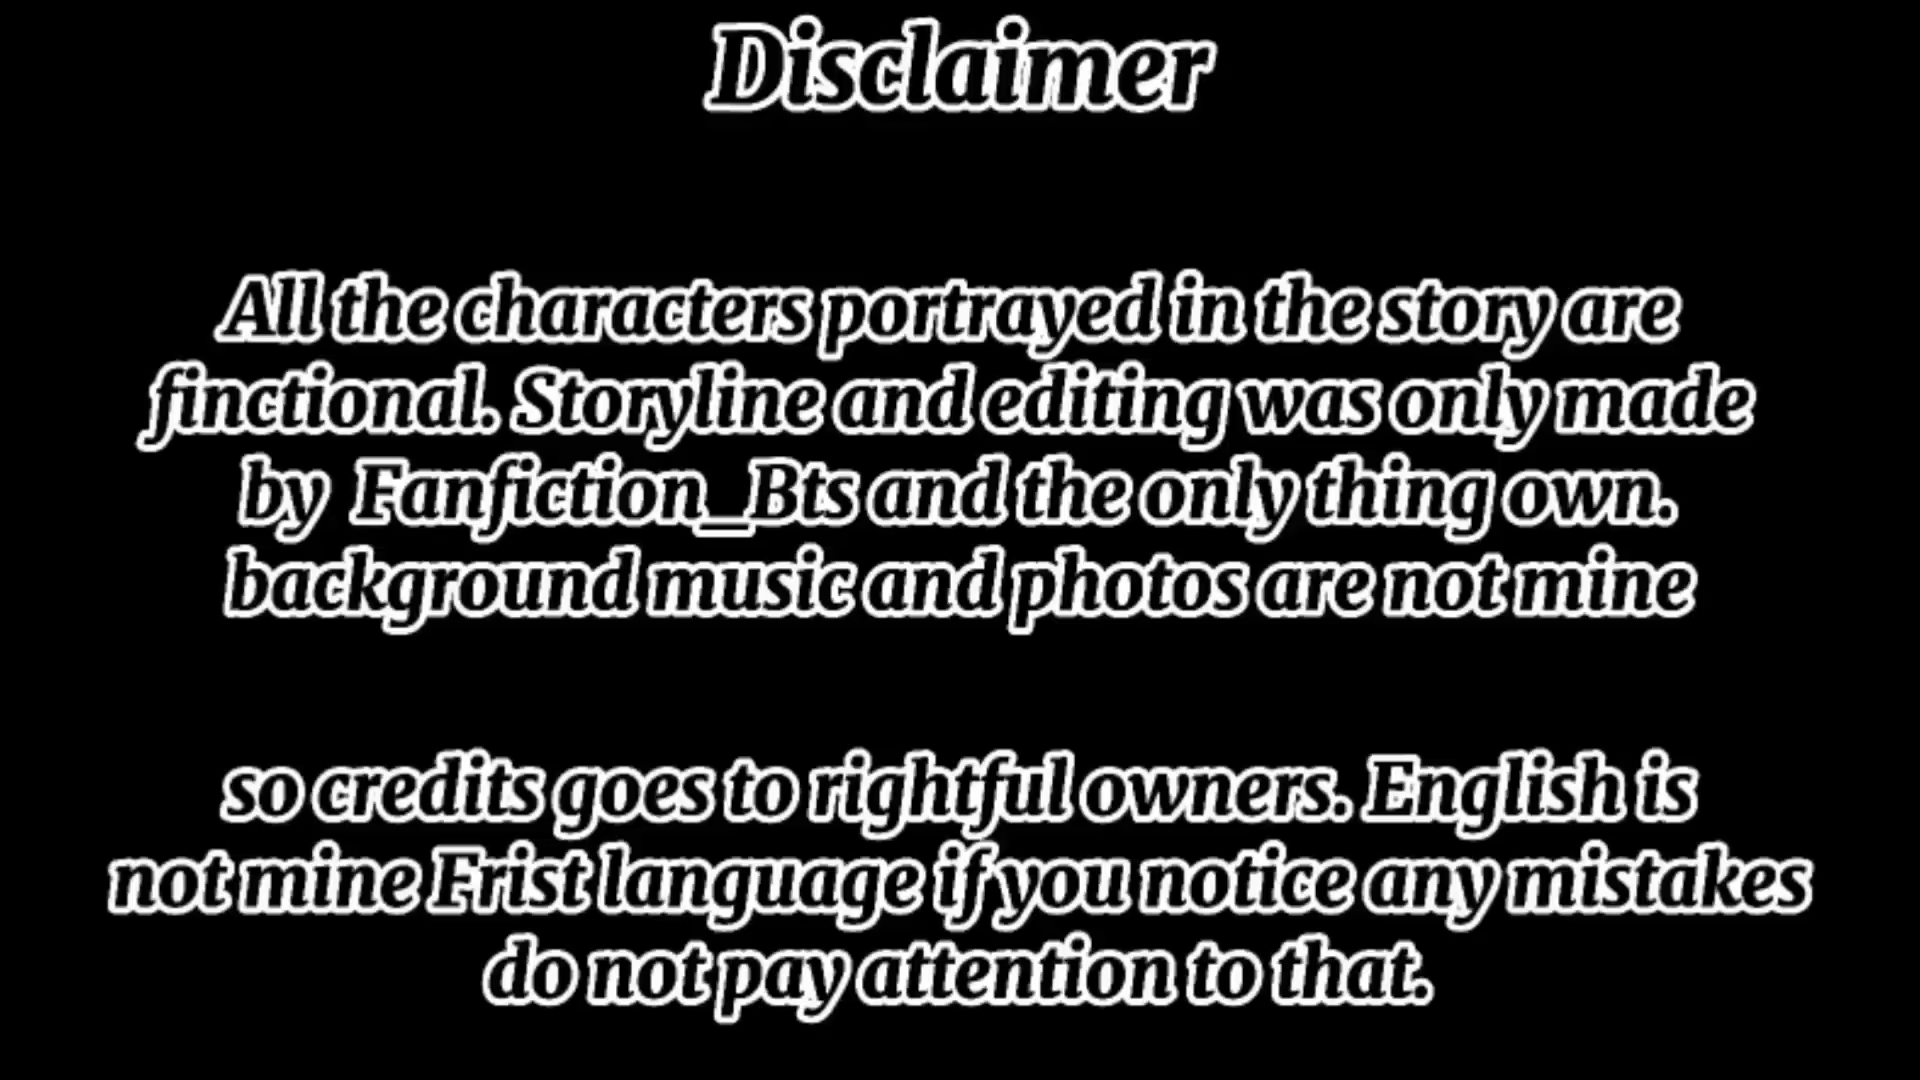 Disclaimer
All the characters portrayed in the story are
finctional. Storyline and editing was only made
by Fanfiction_Bts and the only thing own.
background music and photos are not mine
so credits goes to rightful owners. English is
not mine Frist language if you notice any mistakes
do not pay attention to that.